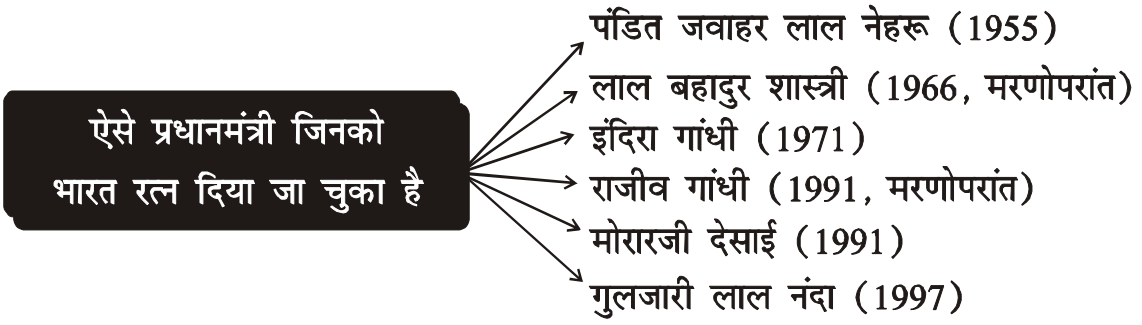 ऐसे प्रधानमंत्री जिनको
भारत रत्न दिया जा चुका है
पंडित जवाहर लाल नेहरू (1955)
लाल बहादुर शास्त्री (1966, मरणोपरांत)
इंदिरा गांधी (1971)
राजीव गांधी (1991, मरणोपरांत)
मोरारजी देसाई (1991)
गुलजारी लाल नंदा (1997)